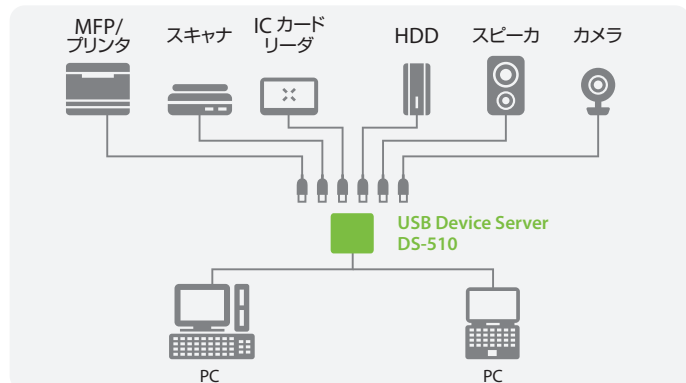 MFP/
プリンタ
スキャナ
IC カード
リーダ
HDD
スピーカ
カメラ
USB Device Server
DS-510
PC
PC